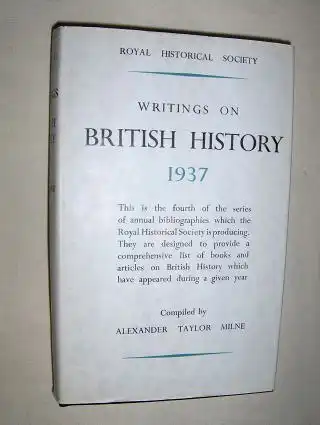 ROYAL HISTORICAL SOCIETY
WRITINGS ON
BRITISH HISTORY
1937
This is the fourth of the series
of annual bibliographies which the
Royal Historical Society is producing.
They are designed to provide a
comprehensive list of books and
articles on British History which
have appeared during a given year
Compiled by
ALEXANDER TAYLOR MILNE